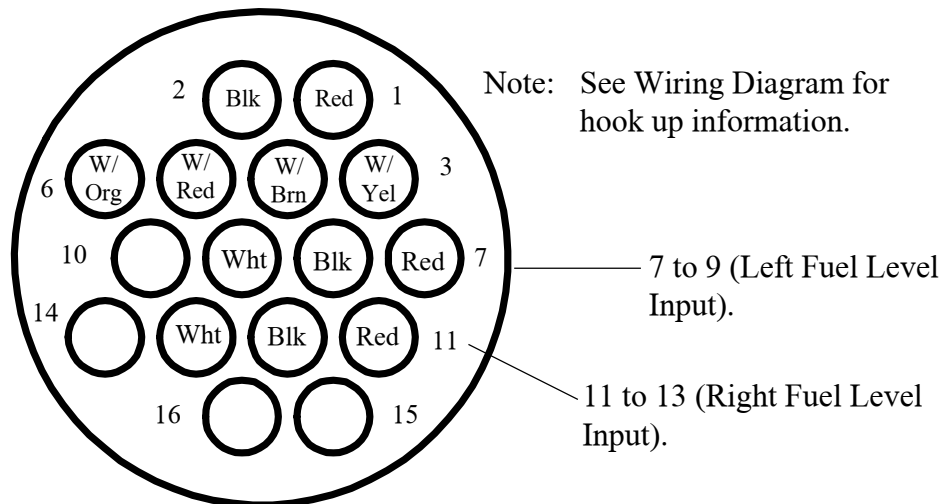 2 Blk Red 1
Note: See Wiring Diagram for
hook up information.
6 W/ Org W/ Red W/ Brn W/ Yel 3
10 Wht Blk Red 7
7 to 9 (Left Fuel Level
Input).
14 Wht Blk Red 11
11 to 13 (Right Fuel Level
Input).
16 15